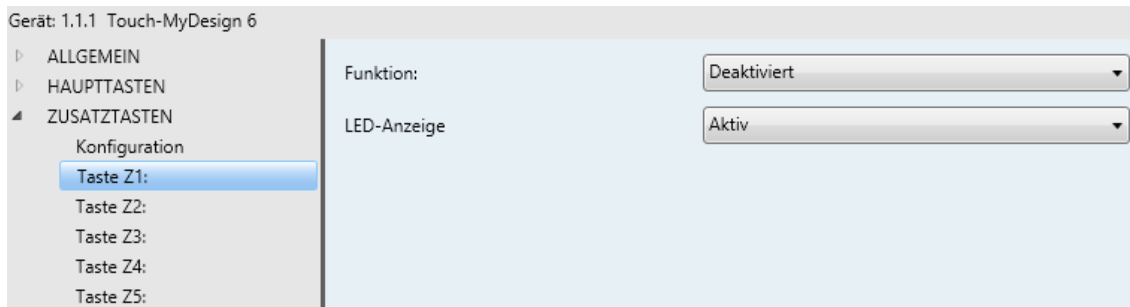 Gerät: 1.1.1 Touch-MyDesign 6
ALLGEMEIN
HAUPTTASTEN
ZUSATZTASTEN
Konfiguration
Taste Z1:
Taste Z2:
Taste Z3:
Taste Z4:
Taste Z5:
Funktion: Deaktiviert
LED-Anzeige Aktiv